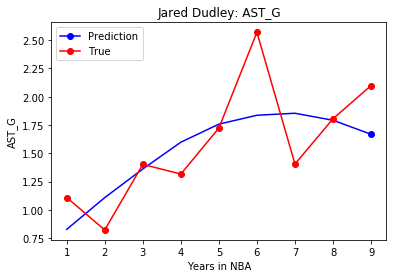 Jared Dudley: AST_G
Prediction
True
2.50
2.25
2.00
1.75
1.50
1.25
1.00
0.75
AST_G
1 2 3 4 5 6 7 8 9
Years in NBA